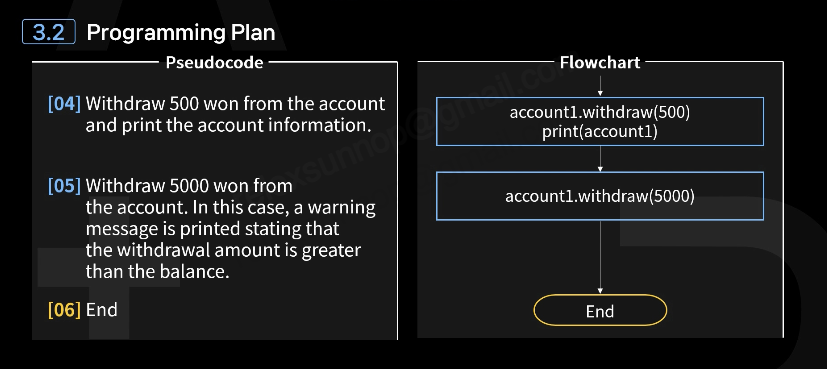 3.2 Programming Plan
Pseudocode
[04] Withdraw 500 won from the account
and print the account information.
[05] Withdraw 5000 won from
the account. In this case, a warning
message is printed stating that
the withdrawal amount is greater
than the balance.
[06] End
Flowchart
account1.withdraw(500)
print(account1)
account1.withdraw(5000)
End